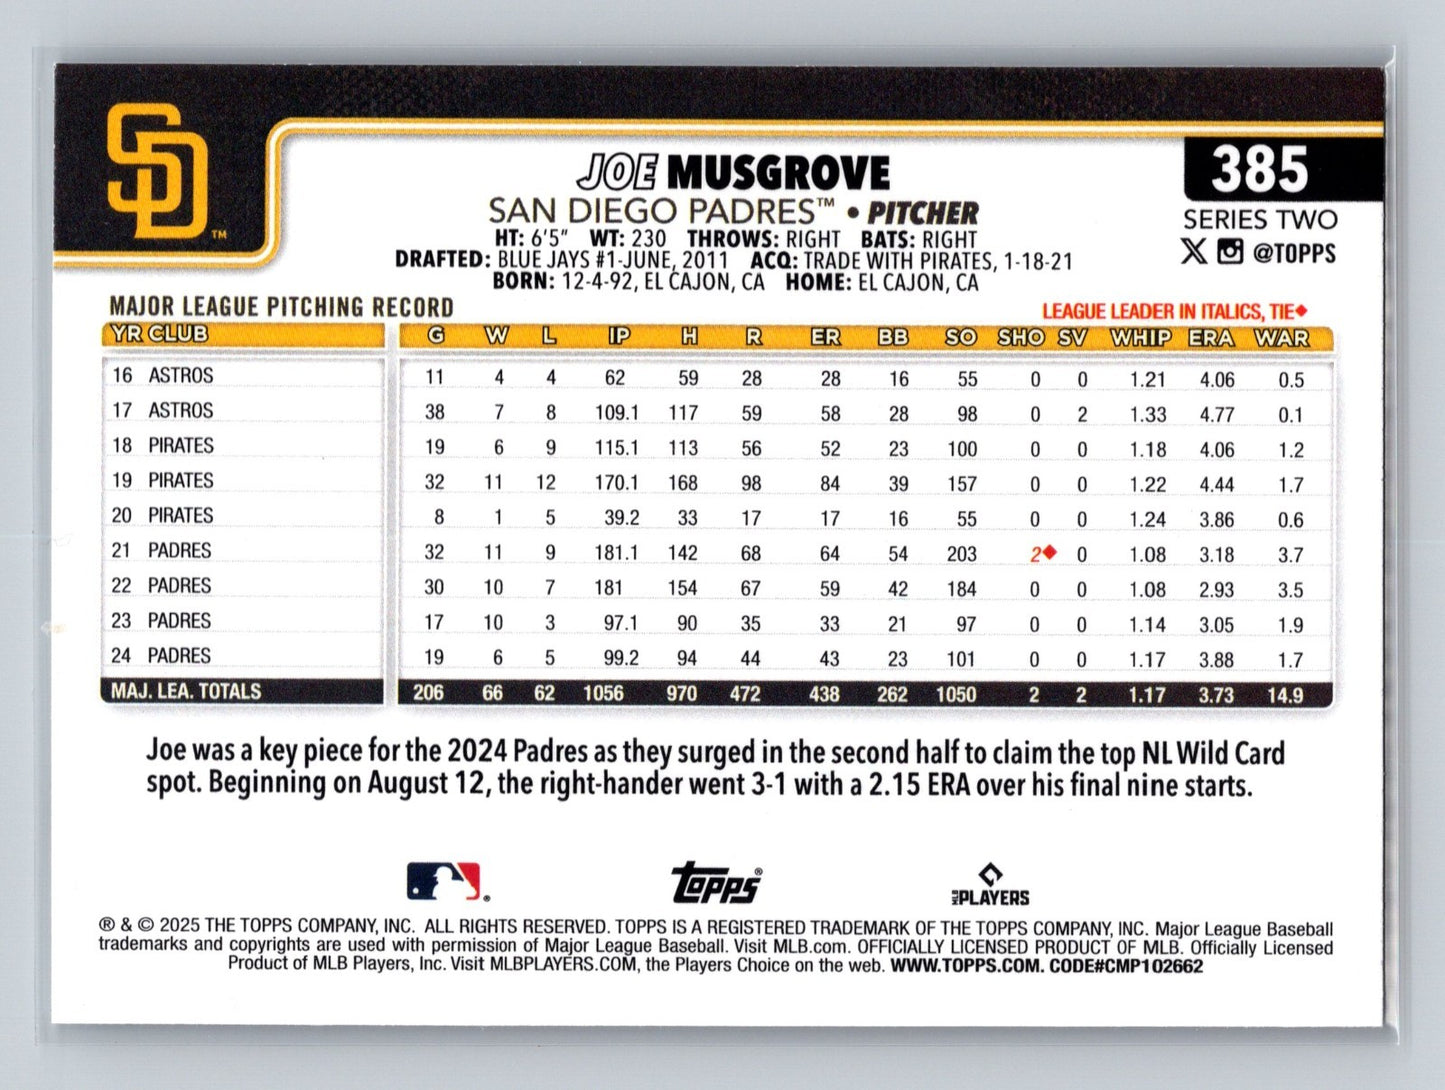 SD™
JOE MUSGROVE
385
SAN DIEGO PADRES™ • PITCHER
SERIES TWO
HT: 6'5" WT: 230 THROWS: RIGHT BATS: RIGHT
@TOPPS
DRAFTED: BLUE JAYS #1-JUNE, 2011 ACQ: TRADE WITH PIRATES, 1-18-21
BORN: 12-4-92, EL CAJON, CA HOME: EL CAJON, CA
MAJOR LEAGUE PITCHING RECORD
LEAGUE LEADER IN ITALICS, TIE♦
YR CLUB G W L IP H R ER BB SO SHO SV WHIP ERA WAR
16 ASTROS 11 4 4 62 59 28 28 16 55 0 0 1.21 4.06 0.5
17 ASTROS 38 7 8 109.1 117 59 58 28 98 0 2 1.33 4.77 0.1
18 PIRATES 19 6 9 115.1 113 56 52 23 100 0 0 1.18 4.06 1.2
19 PIRATES 32 11 12 170.1 168 98 84 39 157 0 0 1.22 4.44 1.7
20 PIRATES 8 1 5 39.2 33 17 17 16 55 0 0 1.24 3.86 0.6
21 PADRES 32 11 9 181.1 142 68 64 54 203 2♦ 0 1.08 3.18 3.7
22 PADRES 30 10 7 181 154 67 59 42 184 0 0 1.08 2.93 3.5
23 PADRES 17 10 3 97.1 90 35 33 21 97 0 0 1.14 3.05 1.9
24 PADRES 19 6 5 99.2 94 44 43 23 101 0 0 1.17 3.88 1.7
MAJ. LEA. TOTALS 206 66 62 1056 970 472 438 262 1050 2 2 1.17 3.73 14.9
Joe was a key piece for the 2024 Padres as they surged in the second half to claim the top NL Wild Card
spot. Beginning on August 12, the right-hander went 3-1 with a 2.15 ERA over his final nine starts.
® Topps® MLB PLAYERS
® & © 2025 THE TOPPS COMPANY, INC. ALL RIGHTS RESERVED. TOPPS IS A REGISTERED TRADEMARK OF THE TOPPS COMPANY, INC. Major League Baseball
trademarks and copyrights are used with permission of Major League Baseball. Visit MLB.com. OFFICIALLY LICENSED PRODUCT OF MLB. Officially Licensed
Product of MLB Players, Inc. Visit MLBPLAYERS.COM, the Players Choice on the web. WWW.TOPPS.COM. CODE#CMP102662